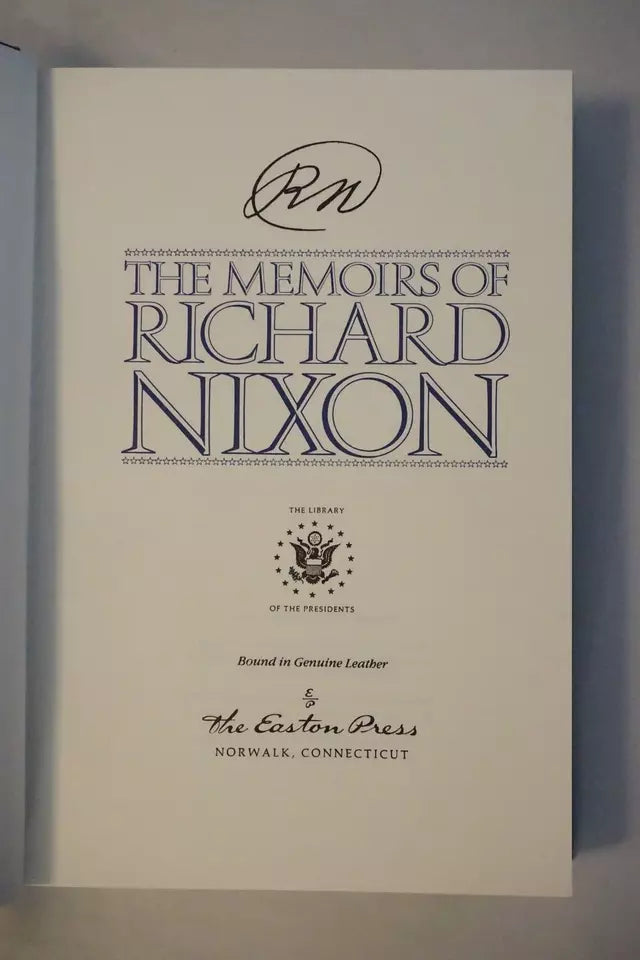 RN
THE MEMOIRS OF
RICHARD
NIXON
THE LIBRARY
OF THE PRESIDENTS
Bound in Genuine Leather
E
P
The Easton Press
NORWALK, CONNECTICUT